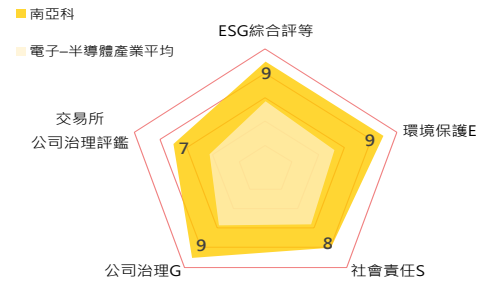 南亞科
電子–半導體產業平均
ESG綜合評等
9
環境保護E
9
社會責任S
8
公司治理G
9
交易所
公司治理評鑑
7